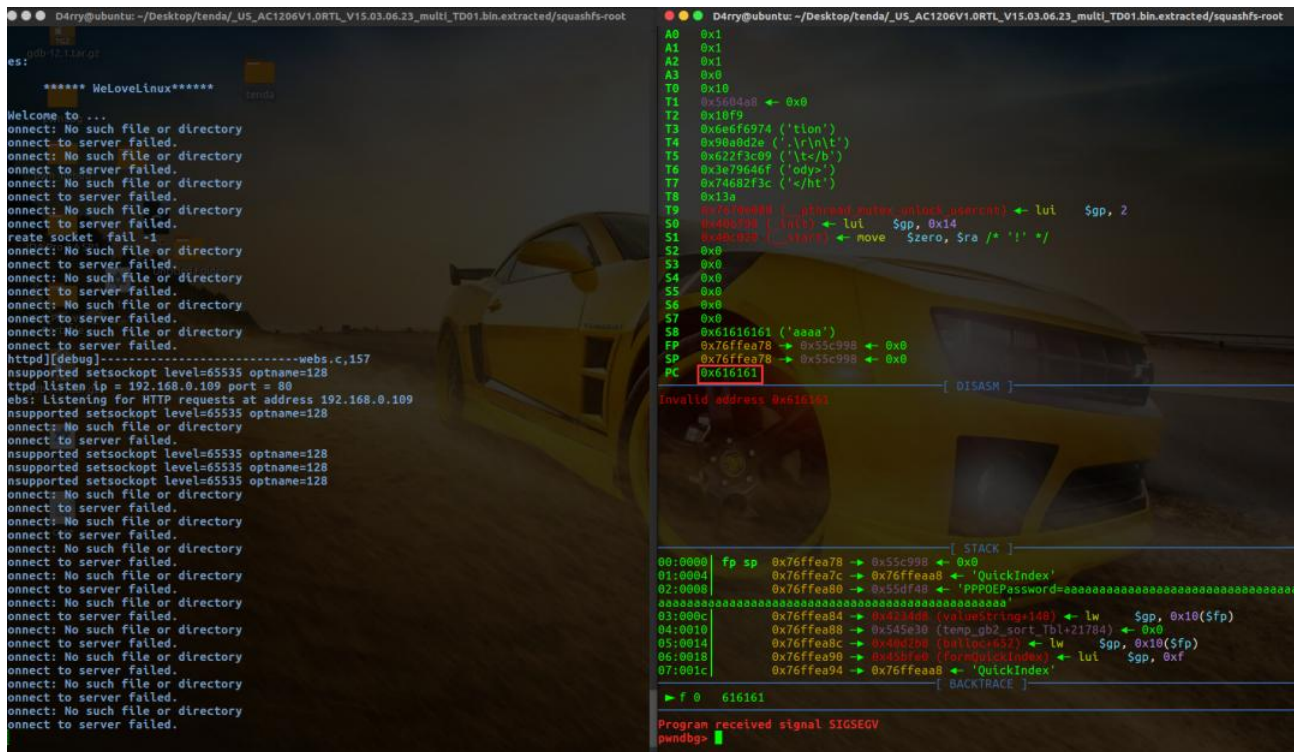 D4rry@ubuntu: ~/Desktop/tenda/_US_AC1206V1.0RTL_V15.03.06.23_multi_TD01.bin.extracted/squashfs-root
gdb-12.1.tar.gz
es:
****** WeLoveLinux******
tenda
Welcome to ...
onnect: No such file or directory
onnect to server failed.
onnect: No such file or directory
onnect to server failed.
onnect: No such file or directory
onnect to server failed.
onnect: No such file or directory
onnect to server failed.
reate socket  fail -1
onnect: No such file or directory
onnect to server failed.
onnect: No such file or directory
onnect to server failed.
onnect: No such file or directory
onnect to server failed.
onnect: No such file or directory
onnect to server failed.
httpd][debug]----------------------------webs.c,157
nsupported setsockopt level=65535 optname=128
ttpd listen ip = 192.168.0.109 port = 80
ebs: Listening for HTTP requests at address 192.168.0.109
nsupported setsockopt level=65535 optname=128
onnect: No such file or directory
onnect to server failed.
nsupported setsockopt level=65535 optname=128
nsupported setsockopt level=65535 optname=128
nsupported setsockopt level=65535 optname=128
onnect: No such file or directory
onnect to server failed.
onnect: No such file or directory
onnect to server failed.
onnect: No such file or directory
onnect to server failed.
onnect: No such file or directory
onnect to server failed.
onnect: No such file or directory
onnect to server failed.
onnect: No such file or directory
onnect to server failed.
onnect: No such file or directory
onnect to server failed.
onnect: No such file or directory
onnect to server failed.
onnect: No such file or directory
onnect to server failed.
D4rry@ubuntu: ~/Desktop/tenda/_US_AC1206V1.0RTL_V15.03.06.23_multi_TD01.bin.extracted/squashfs-root
A0 0x1
A1 0x1
A2 0x1
A3 0x0
T0 0x10
T1 0x5604a8 ← 0x0
T2 0x10f9
T3 0x6e6f6974 ('tion')
T4 0x90a0d2e ('.\r\n\t')
T5 0x622f3c09 ('\t</b')
T6 0x3e79646f ('ody>')
T7 0x74682f3c ('</ht')
T8 0x13a
T9 (__pthread_mutex_unlock_usercnt) ← lui $gp, 2
S0 (_init) ← lui $gp, 0x14
S1 (__start) ← move $zero, $ra /* '!' */
S2 0x0
S3 0x0
S4 0x0
S5 0x0
S6 0x0
S7 0x0
S8 0x61616161 ('aaaa')
FP 0x76ffea78 → 0x55c998 ← 0x0
SP 0x76ffea78 → 0x55c998 ← 0x0
PC 0x616161
[ DISASM ]
Invalid address 0x616161
[ STACK ]
00:0000│ fp sp 0x76ffea78 → 0x55c998 ← 0x0
01:0004│ 0x76ffea7c → 0x76ffeaa8 ← 'QuickIndex'
02:0008│ 0x76ffea80 → 0x55df48 ← 'PPPOEPassword=aaaaaaaaaaaaaaaaaaaaaaaaaaaaaaaa
aaaaaaaaaaaaaaaaaaaaaaaaaaaaaaaaaaaaaaaaaaaaaaaaa'
03:000c│ 0x76ffea84 → 0x4234d8 (valueString+140) ← lw $gp, 0x10($fp)
04:0010│ 0x76ffea88 → 0x545e30 (temp_gb2_sort_Tbl+21784) ← 0x0
05:0014│ 0x76ffea8c → 0x40d2b0 (balloc+652) ← lw $gp, 0x10($fp)
06:0018│ 0x76ffea90 → 0x45bfe0 (formQuickIndex) ← lui $gp, 0xf
07:001c│ 0x76ffea94 → 0x76ffeaa8 ← 'QuickIndex'
[ BACKTRACE ]
► f 0 616161
Program received signal SIGSEGV
pwndbg>